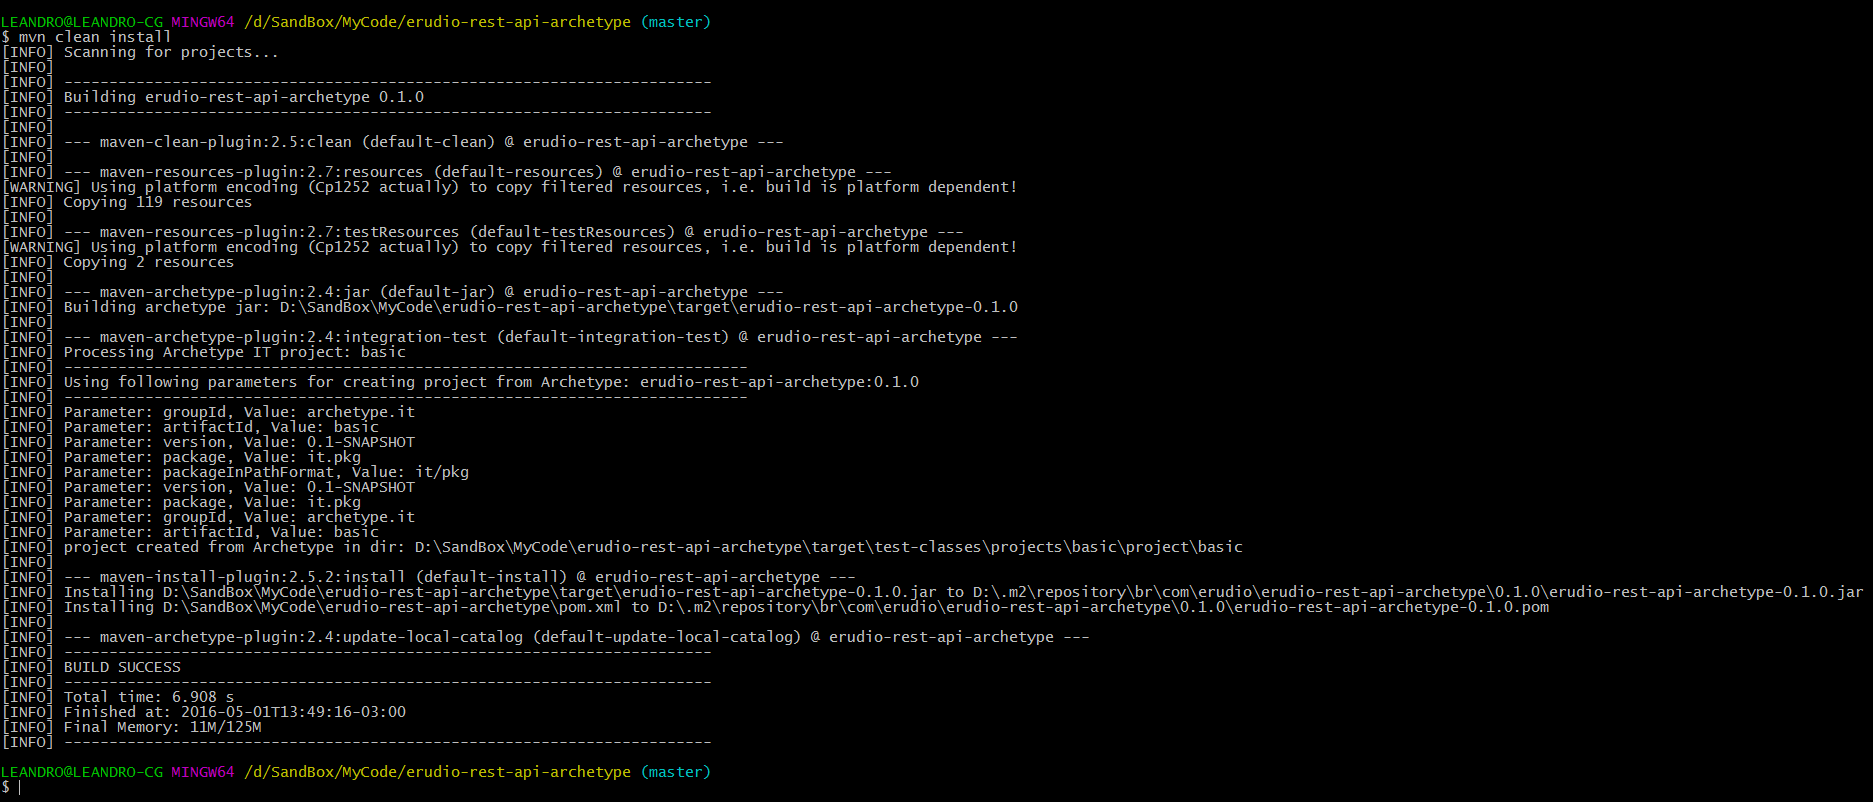 LEANDRO@LEANDRO-CG MINGW64 /d/SandBox/MyCode/erudio-rest-api-archetype (master)
$ mvn clean install
[INFO] Scanning for projects...
[INFO]
[INFO] ------------------------------------------------------------------------
[INFO] Building erudio-rest-api-archetype 0.1.0
[INFO] ------------------------------------------------------------------------
[INFO]
[INFO] --- maven-clean-plugin:2.5:clean (default-clean) @ erudio-rest-api-archetype ---
[INFO]
[INFO] --- maven-resources-plugin:2.7:resources (default-resources) @ erudio-rest-api-archetype ---
[WARNING] Using platform encoding (Cp1252 actually) to copy filtered resources, i.e. build is platform dependent!
[INFO] Copying 119 resources
[INFO]
[INFO] --- maven-resources-plugin:2.7:testResources (default-testResources) @ erudio-rest-api-archetype ---
[WARNING] Using platform encoding (Cp1252 actually) to copy filtered resources, i.e. build is platform dependent!
[INFO] Copying 2 resources
[INFO]
[INFO] --- maven-archetype-plugin:2.4:jar (default-jar) @ erudio-rest-api-archetype ---
[INFO] Building archetype jar: D:\SandBox\MyCode\erudio-rest-api-archetype\target\erudio-rest-api-archetype-0.1.0
[INFO]
[INFO] --- maven-archetype-plugin:2.4:integration-test (default-integration-test) @ erudio-rest-api-archetype ---
[INFO] Processing Archetype IT project: basic
[INFO] ----------------------------------------------------------------------------
[INFO] Using following parameters for creating project from Archetype: erudio-rest-api-archetype:0.1.0
[INFO] ----------------------------------------------------------------------------
[INFO] Parameter: groupId, Value: archetype.it
[INFO] Parameter: artifactId, Value: basic
[INFO] Parameter: version, Value: 0.1-SNAPSHOT
[INFO] Parameter: package, Value: it.pkg
[INFO] Parameter: packageInPathFormat, Value: it/pkg
[INFO] Parameter: version, Value: 0.1-SNAPSHOT
[INFO] Parameter: package, Value: it.pkg
[INFO] Parameter: groupId, Value: archetype.it
[INFO] Parameter: artifactId, Value: basic
[INFO] project created from Archetype in dir: D:\SandBox\MyCode\erudio-rest-api-archetype\target\test-classes\projects\basic\project\basic
[INFO]
[INFO] --- maven-install-plugin:2.5.2:install (default-install) @ erudio-rest-api-archetype ---
[INFO] Installing D:\SandBox\MyCode\erudio-rest-api-archetype\target\erudio-rest-api-archetype-0.1.0.jar to D:\.m2\repository\br\com\erudio\erudio-rest-api-archetype\0.1.0\erudio-rest-api-archetype-0.1.0.jar
[INFO] Installing D:\SandBox\MyCode\erudio-rest-api-archetype\pom.xml to D:\.m2\repository\br\com\erudio\erudio-rest-api-archetype\0.1.0\erudio-rest-api-archetype-0.1.0.pom
[INFO]
[INFO] --- maven-archetype-plugin:2.4:update-local-catalog (default-update-local-catalog) @ erudio-rest-api-archetype ---
[INFO] ------------------------------------------------------------------------
[INFO] BUILD SUCCESS
[INFO] ------------------------------------------------------------------------
[INFO] Total time: 6.908 s
[INFO] Finished at: 2016-05-01T13:49:16-03:00
[INFO] Final Memory: 11M/125M
[INFO] ------------------------------------------------------------------------
LEANDRO@LEANDRO-CG MINGW64 /d/SandBox/MyCode/erudio-rest-api-archetype (master)
$